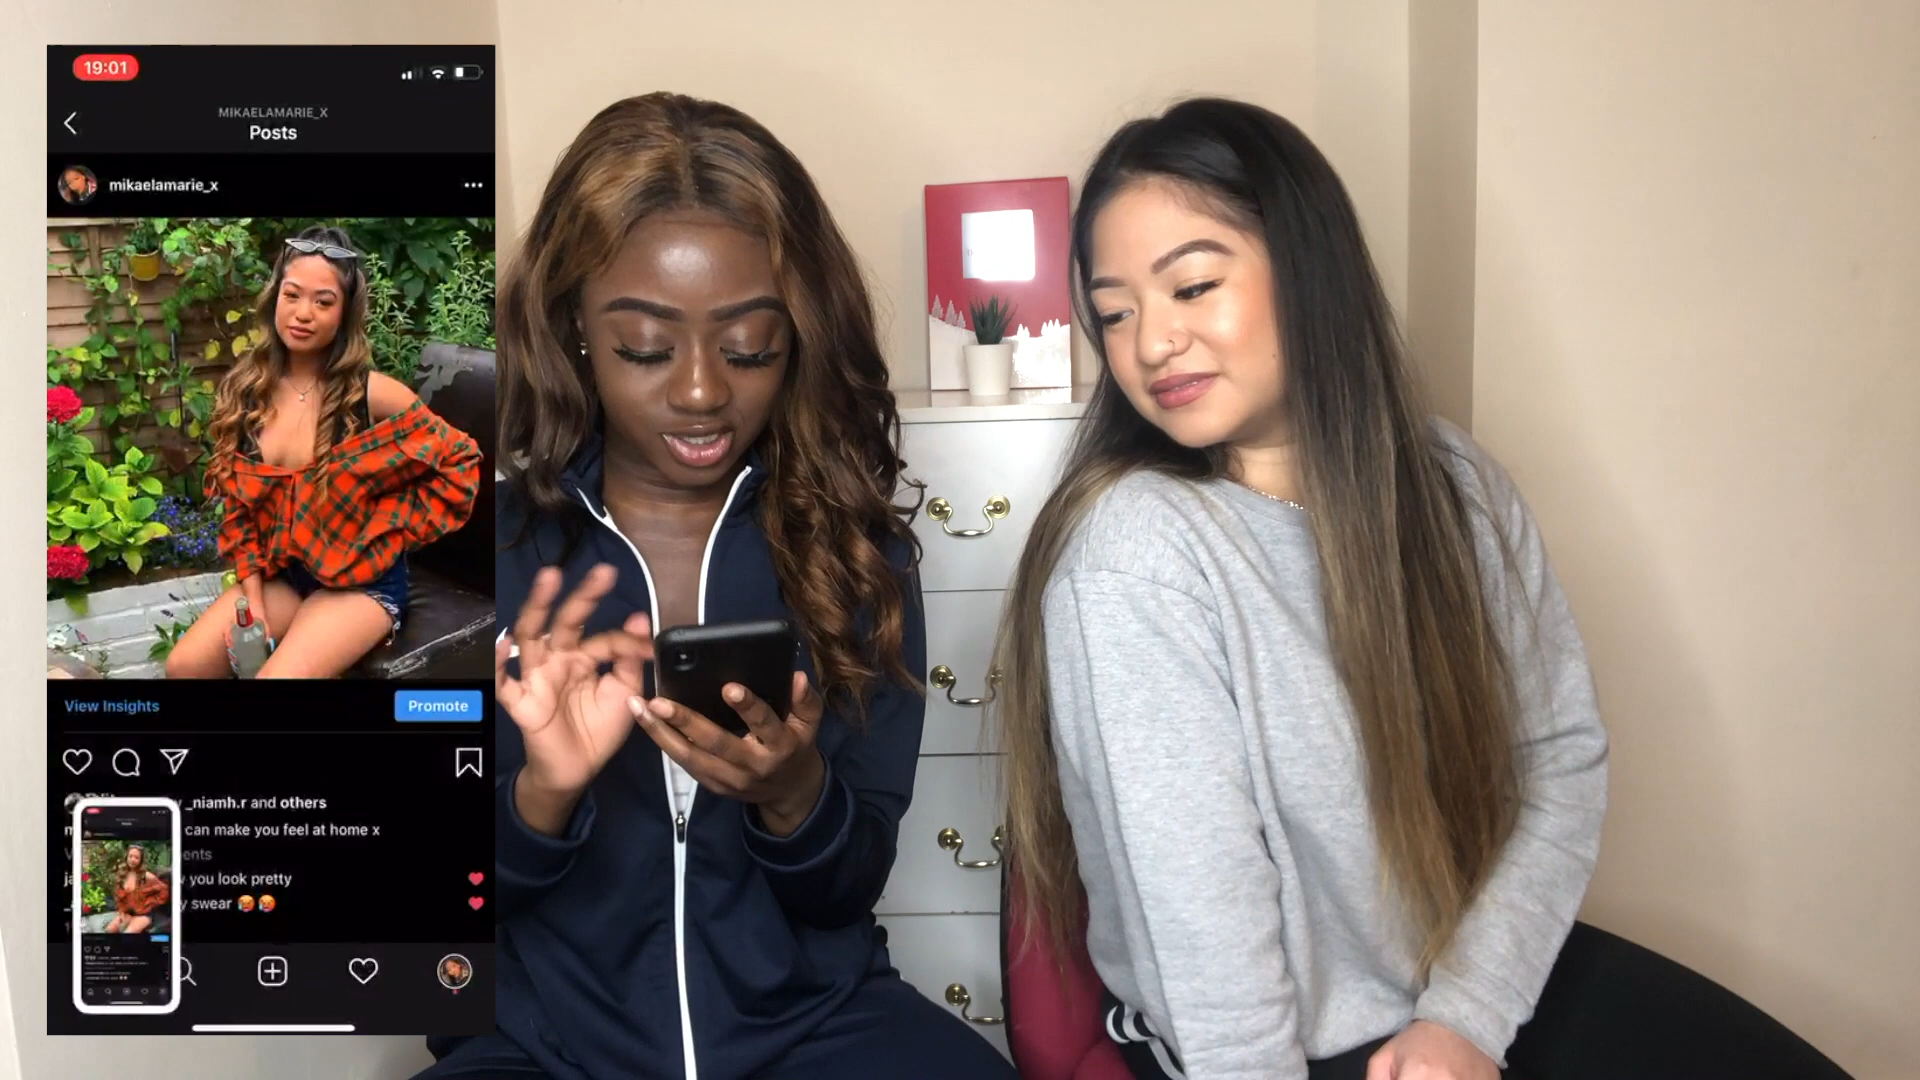 19:01
MIKAELAMARIE_X
Posts
mikaelamarie_x
View Insights
Promote
_niamh.r and others
can make you feel at home x
you look pretty
swear 🥵 🥵